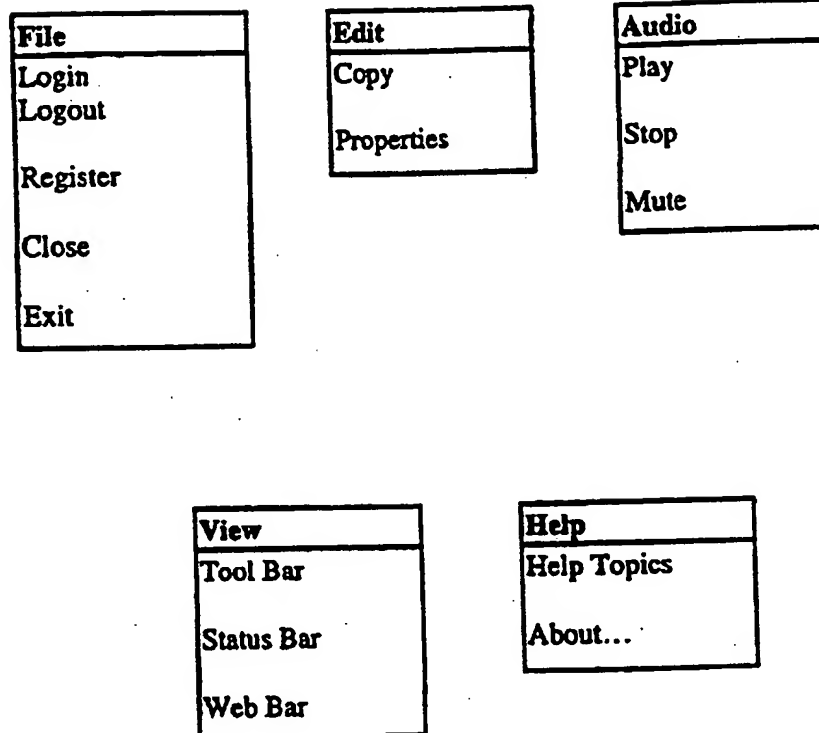 File
Login
Logout
Register
Close
Exit
Edit
Copy
Properties
Audio
Play
Stop
Mute
View
Tool Bar
Status Bar
Web Bar
Help
Help Topics
About...